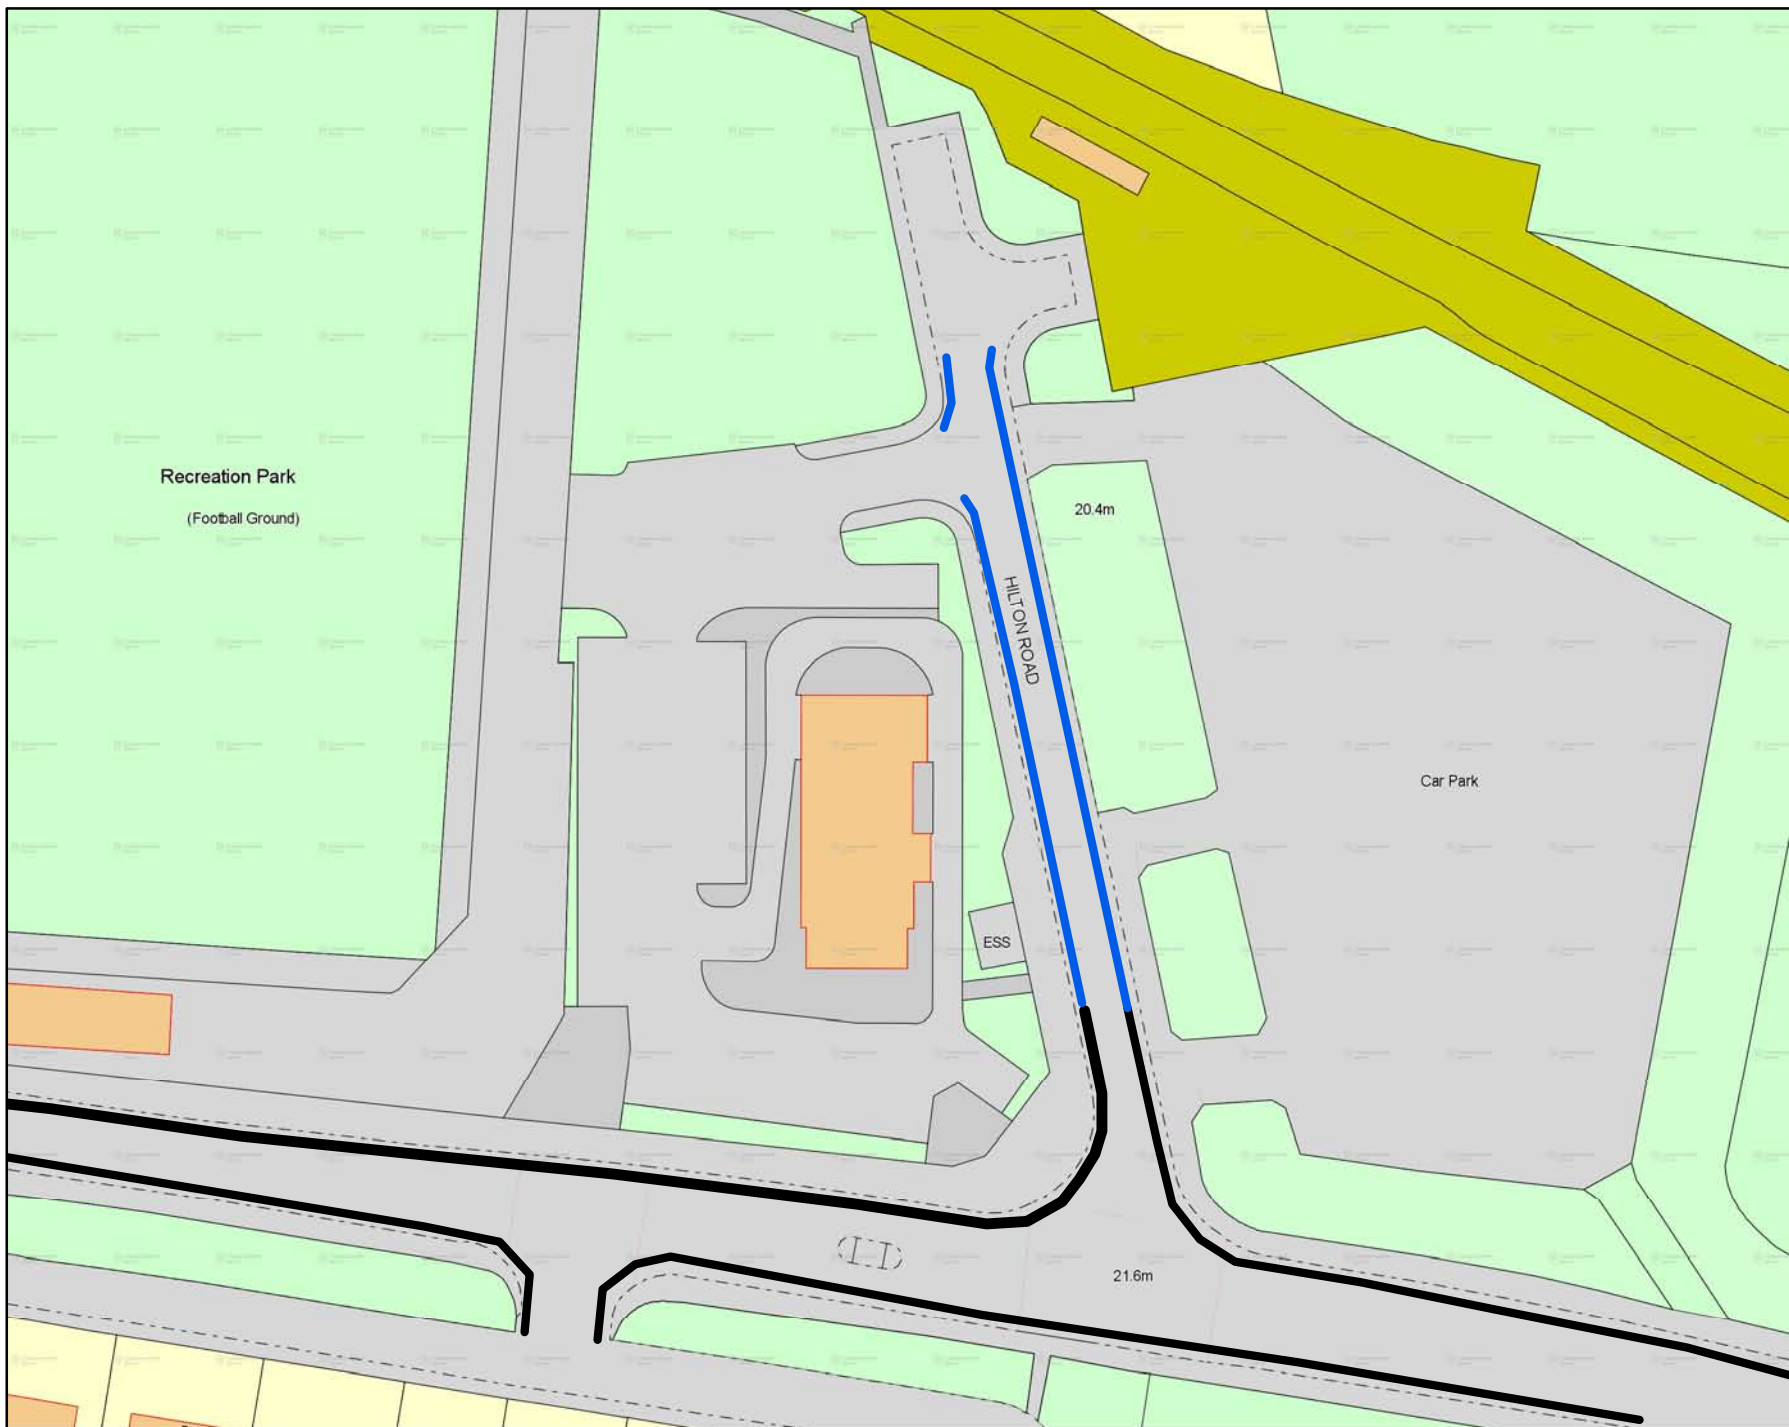 Recreation Park
(Football Ground)
20.4m
HILTON ROAD
Car Park
ESS
21.6m